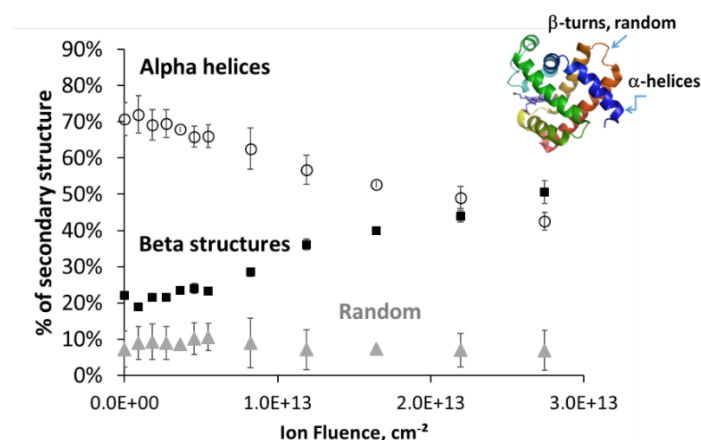 β-turns, random
α-helices
90%
80%
70%
60%
50%
40%
30%
20%
10%
0%
% of secondary structure
Alpha helices
Beta structures
Random
0.0E+00
1.0E+13
2.0E+13
3.0E+13
Ion Fluence, cm⁻²